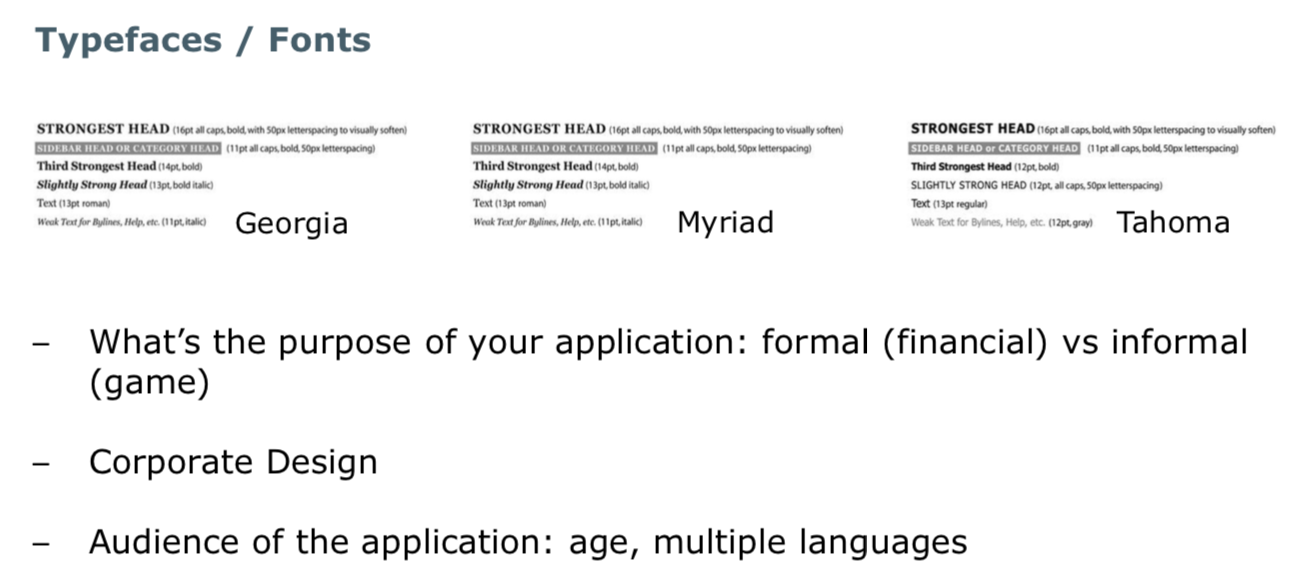 Typefaces / Fonts
STRONGEST HEAD (16pt all caps, bold, with 50px letterspacing to visually soften)
SIDEBAR HEAD OR CATEGORY HEAD (11pt all caps, bold, 50px letterspacing)
Third Strongest Head (14pt, bold)
Slightly Strong Head (13pt, bold italic)
Text (13pt roman)
Weak Text for Bylines, Help, etc. (11pt, italic)
Georgia
STRONGEST HEAD (16pt all caps, bold, with 50px letterspacing to visually soften)
SIDEBAR HEAD OR CATEGORY HEAD (11pt all caps, bold, 50px letterspacing)
Third Strongest Head (14pt, bold)
Slightly Strong Head (13pt, bold italic)
Text (13pt roman)
Weak Text for Bylines, Help, etc. (11pt, italic)
Myriad
STRONGEST HEAD (16pt all caps, bold, with 50px letterspacing to visually soften)
SIDEBAR HEAD or CATEGORY HEAD (11pt all caps, bold, 50px letterspacing)
Third Strongest Head (12pt, bold)
SLIGHTLY STRONG HEAD (12pt, all caps, 50px letterspacing)
Text (13pt regular)
Weak Text for Bylines, Help, etc. (12pt, gray)
Tahoma
– What's the purpose of your application: formal (financial) vs informal
(game)
– Corporate Design
– Audience of the application: age, multiple languages